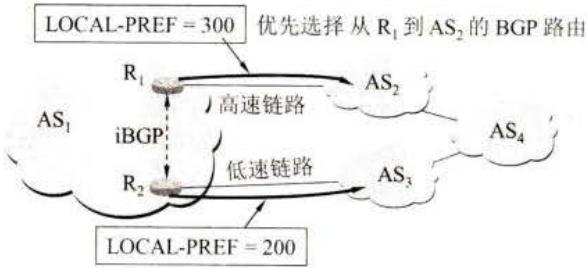 LOCAL-PREF = 300 优先选择 从 R₁ 到 AS₂ 的 BGP 路由
R₁
AS₂
高速链路
AS₁
iBGP
AS₄
低速链路
R₂
AS₃
LOCAL-PREF = 200